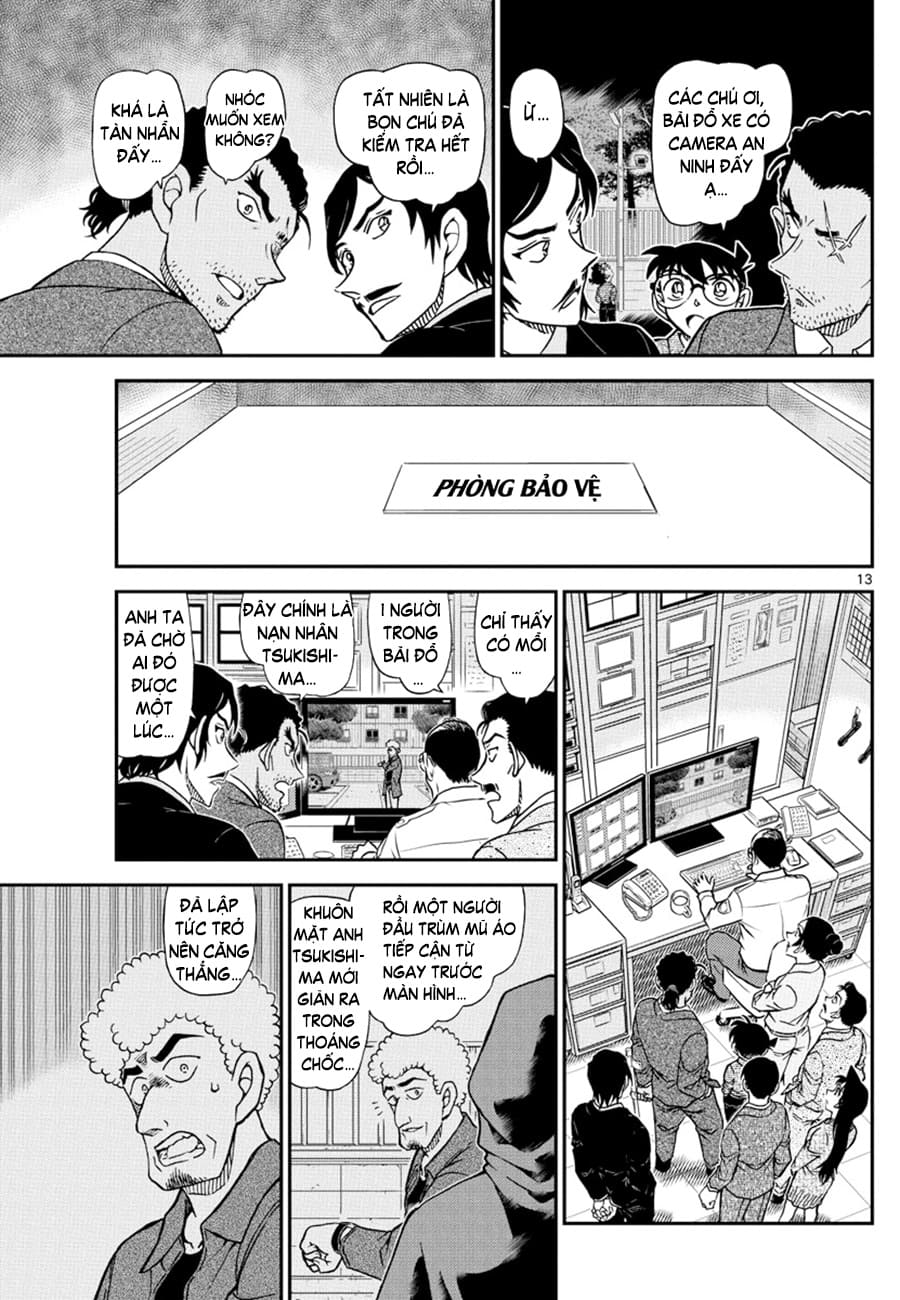 CÁC CHÚ ƠI,
BÃI ĐỖ XE CÓ
CAMERA AN
NINH ĐẤY
Ạ...
Ừ...
TẤT NHIÊN LÀ
BỌN CHÚ ĐÃ
KIỂM TRA HẾT
RỒI...
NHÓC
MUỐN XEM
KHÔNG?
KHÁ LÀ
TÀN NHẪN
ĐẤY...
PHÒNG BẢO VỆ
13
CHỈ THẤY
CÓ MỖI
...
1 NGƯỜI
TRONG
BÃI ĐỖ
...
ĐÂY CHÍNH LÀ
NẠN NHÂN
TSUKISHI-
MA...
ANH TA
ĐÃ CHỜ
AI ĐÓ
ĐƯỢC
MỘT
LÚC...
RỒI MỘT NGƯỜI
ĐẦU TRÙM MŨ ÁO
TIẾP CẬN TỪ
NGAY TRƯỚC
MÀN HÌNH...
KHUÔN
MẶT ANH
TSUKISHI-
MA MỚI
GIÃN RA
TRONG
THOÁNG
CHỐC...
ĐÃ LẬP
TỨC TRỞ
NÊN CĂNG
THẲNG...